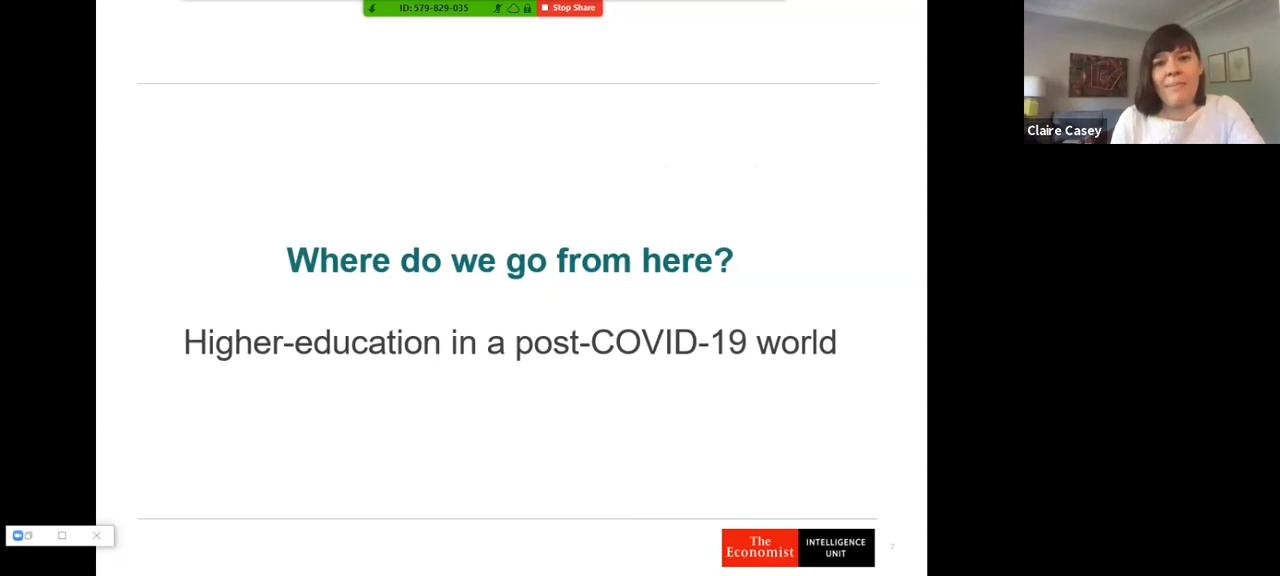 ID: 579-829-035
Stop Share
Claire Casey
Where do we go from here?
Higher-education in a post-COVID-19 world
The
Economist
INTELLIGENCE
UNIT
7